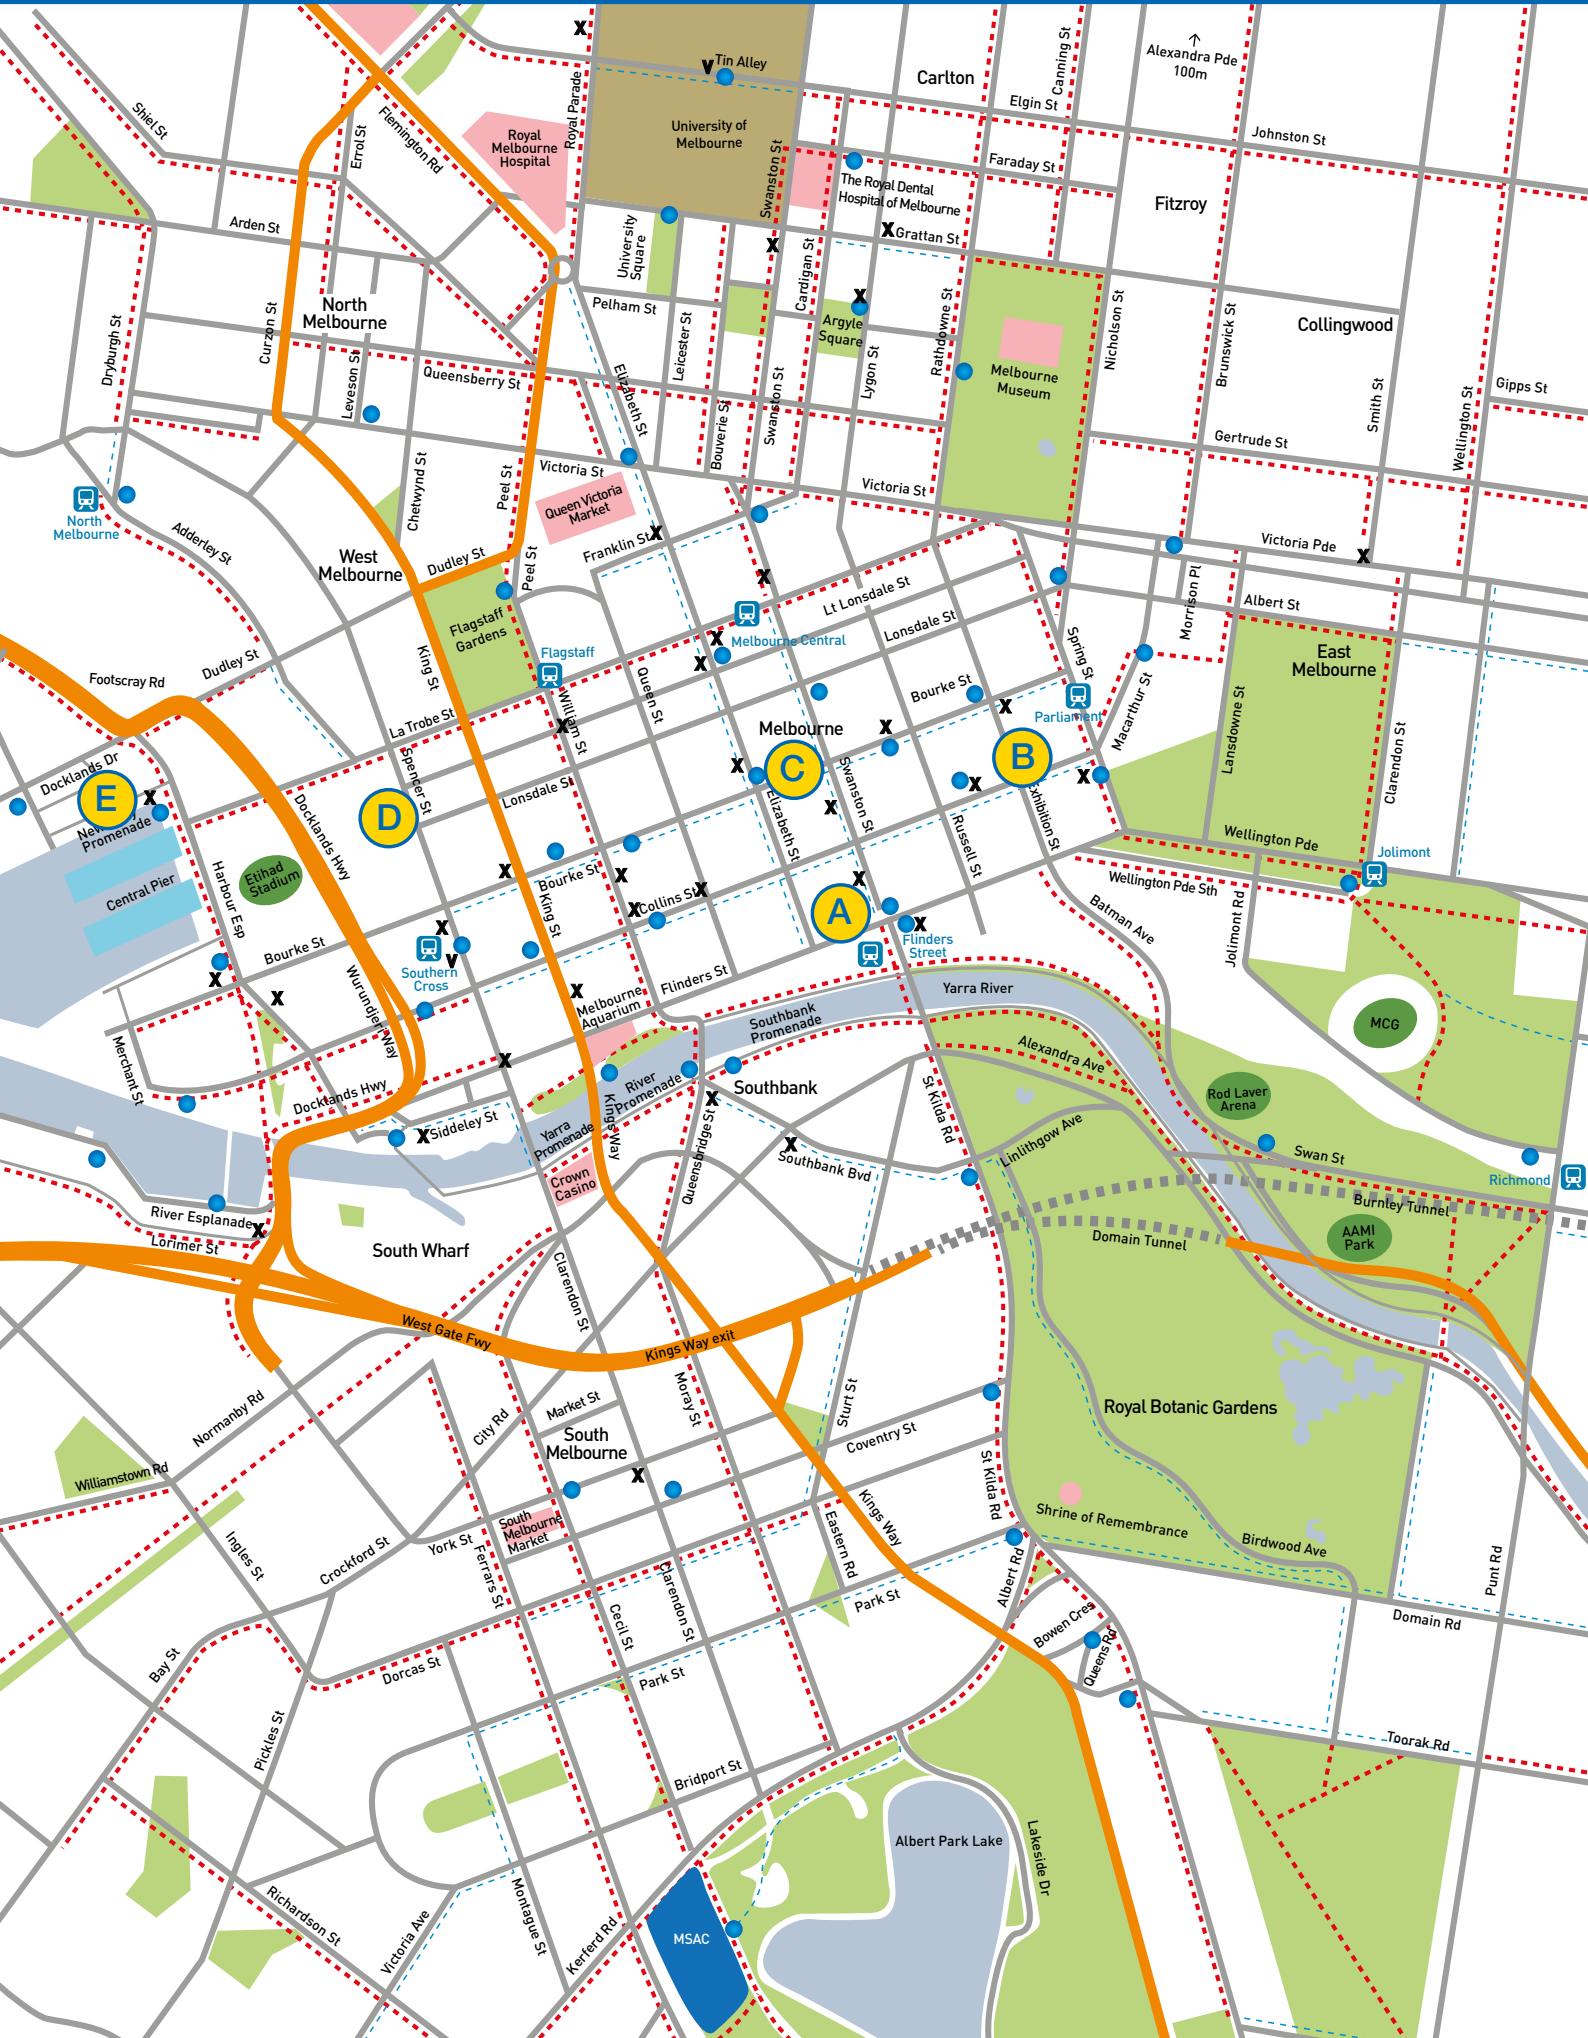 Tin Alley
V
X
Carlton
Canning St
Alexandra Pde
100m
Elgin St
Johnston St
Shiel St
Errol St
Flemington Rd
Royal
Melbourne
Hospital
Royal Parade
University of
Melbourne
Swanston St
Faraday St
The Royal Dental
Hospital of Melbourne
Fitzroy
Arden St
University
Square
X
Cardigan St
X
Grattan St
North
Melbourne
Curzon St
Dryburgh St
Pelham St
Leicester St
X
Argyle
Square
Rathdowne St
Nicholson St
Brunswick St
Collingwood
Leveson St
Queensberry St
Elizabeth St
Bouverie St
Swanston St
Lygon St
Melbourne
Museum
Smith St
Wellington St
Gipps St
Gertrude St
Chetwynd St
Peel St
Victoria St
Queen Victoria
Market
Victoria St
North
Melbourne
Adderley St
West
Melbourne
Dudley St
Peel St
Franklin St
X
Victoria Pde
X
Lt Lonsdale St
X
Morrison Pl
Albert St
Flagstaff
Gardens
Lonsdale St
Melbourne Central
X
X
Spring St
East
Melbourne
Dudley St
King St
Flagstaff
Queen St
Bourke St
Footscray Rd
La Trobe St
William St
X
Melbourne
X
X
Parliament
Macarthur St
Lansdowne St
Clarendon St
Docklands Dr
E
X
Promenade
Spencer St
D
Lonsdale St
X
C
Swanston St
X
Elizabeth St
X
B
X
Exhibition St
Central Pier
Harbour Esp
Etihad
Stadium
Docklands Hwy
X
Bourke St
X
X
Collins St
X
X
A
Russell St
Wellington Pde
Jolimont
Wellington Pde Sth
Batman Ave
Jolimont Rd
Bourke St
X
Southern
Cross
V
King St
X
Flinders
Street
X
X
Wurundjeri Way
X
Melbourne
Aquarium
Flinders St
Southbank
Promenade
Yarra River
MCG
Merchant St
X
Docklands Hwy
X
Siddeley St
Yarra
Promenade
River
Promenade
Kings Way
Southbank
X
Queensbridge St
X
Southbank Blvd
St Kilda Rd
Alexandra Ave
Linlithgow Ave
Rod Laver
Arena
Swan St
Richmond
Crown
Casino
River Esplanade
X
Lorimer St
South Wharf
Burnley Tunnel
Domain Tunnel
AAMI
Park
Clarendon St
West Gate Fwy
Kings Way exit
Normanby Rd
Williamstown Rd
City Rd
Market St
South
Melbourne
X
Moray St
Sturt St
Coventry St
Royal Botanic Gardens
St Kilda Rd
Shrine of Remembrance
Birdwood Ave
Ingles St
Crockford St
York St
South
Melbourne
Market
Ferrars St
Clarendon St
Kings Way
Eastern Rd
Park St
Albert Rd
Bowen Cres
Queens Rd
Punt Rd
Domain Rd
Bay St
Dorcas St
Cecil St
Park St
Pickles St
Toorak Rd
Bridport St
Albert Park Lake
Lakeside Dr
Richardson St
Victoria Ave
Montague St
Kerferd Rd
MSAC